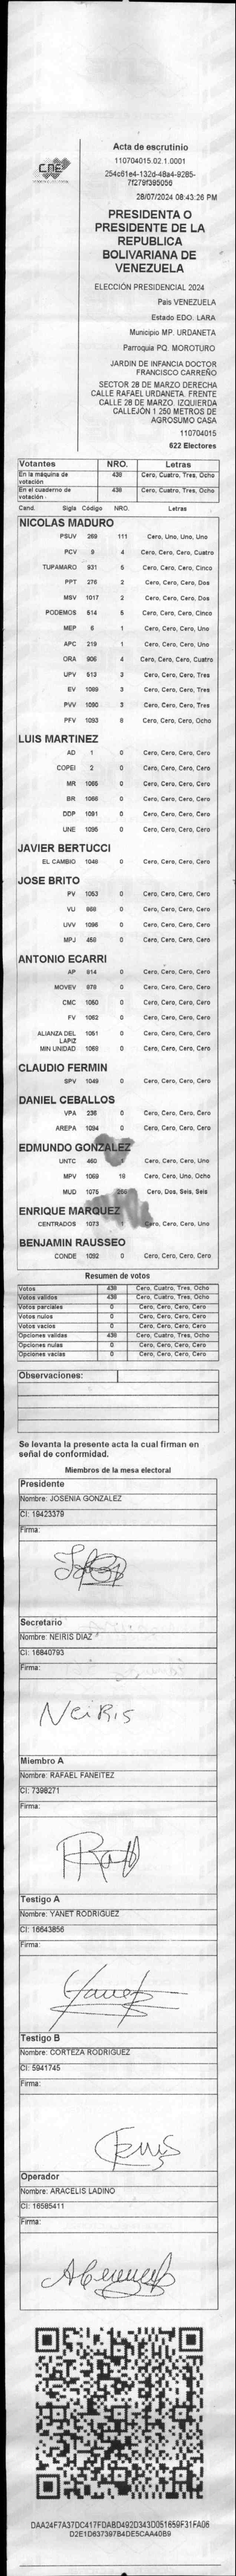 CNE
Acta de escrutinio
110704015.02.1.0001
254c61e4-132d-48a4-9285-
7f279f395056
28/07/2024 08:43:26 PM
PRESIDENTA O
PRESIDENTE DE LA
REPUBLICA
BOLIVARIANA DE
VENEZUELA
ELECCIÓN PRESIDENCIAL 2024
Pais VENEZUELA
Estado EDO. LARA
Municipio MP. URDANETA
Parroquia PQ. MOROTURO
JARDIN DE INFANCIA DOCTOR
FRANCISCO CARREÑO
SECTOR 28 DE MARZO DERECHA
CALLE RAFAEL URDANETA. FRENTE
CALLE 28 DE MARZO. IZQUIERDA
CALLEJÓN 1 250 METROS DE
AGROSUMO CASA
110704015
622 Electores
Votantes NRO. Letras
En la máquina de votación 438 Cero, Cuatro, Tres, Ocho
En el cuaderno de votación 438 Cero, Cuatro, Tres, Ocho
Cand. Sigla Código NRO. Letras
NICOLAS MADURO
PSUV 269 111 Cero, Uno, Uno, Uno
PCV 9 4 Cero, Cero, Cero, Cuatro
TUPAMARO 931 5 Cero, Cero, Cero, Cinco
PPT 276 2 Cero, Cero, Cero, Dos
MSV 1017 2 Cero, Cero, Cero, Dos
PODEMOS 514 5 Cero, Cero, Cero, Cinco
MEP 6 1 Cero, Cero, Cero, Uno
APC 219 1 Cero, Cero, Cero, Uno
ORA 906 4 Cero, Cero, Cero, Cuatro
UPV 513 3 Cero, Cero, Cero, Tres
EV 1089 3 Cero, Cero, Cero, Tres
PVV 1090 3 Cero, Cero, Cero, Tres
PFV 1093 8 Cero, Cero, Cero, Ocho
LUIS MARTINEZ
AD 1 0 Cero, Cero, Cero, Cero
COPEI 2 0 Cero, Cero, Cero, Cero
MR 1065 0 Cero, Cero, Cero, Cero
BR 1066 0 Cero, Cero, Cero, Cero
DDP 1091 0 Cero, Cero, Cero, Cero
UNE 1095 0 Cero, Cero, Cero, Cero
JAVIER BERTUCCI
EL CAMBIO 1048 0 Cero, Cero, Cero, Cero
JOSE BRITO
PV 1053 0 Cero, Cero, Cero, Cero
VU 868 0 Cero, Cero, Cero, Cero
UVV 1096 0 Cero, Cero, Cero, Cero
MPJ 458 0 Cero, Cero, Cero, Cero
ANTONIO ECARRI
AP 814 0 Cero, Cero, Cero, Cero
MOVEV 879 0 Cero, Cero, Cero, Cero
CMC 1050 0 Cero, Cero, Cero, Cero
FV 1062 0 Cero, Cero, Cero, Cero
ALIANZA DEL LAPIZ 1051 0 Cero, Cero, Cero, Cero
MIN UNIDAD 1069 0 Cero, Cero, Cero, Cero
CLAUDIO FERMIN
SPV 1049 0 Cero, Cero, Cero, Cero
DANIEL CEBALLOS
VPA 236 0 Cero, Cero, Cero, Cero
AREPA 1094 0 Cero, Cero, Cero, Cero
EDMUNDO GONZALEZ
UNTC 460 1 Cero, Cero, Cero, Uno
MPV 1068 18 Cero, Cero, Uno, Ocho
MUD 1075 266 Cero, Dos, Seis, Seis
ENRIQUE MARQUEZ
CENTRADOS 1073 1 Cero, Cero, Cero, Uno
BENJAMIN RAUSSEO
CONDE 1092 0 Cero, Cero, Cero, Cero
Resumen de votos
Votos 438 Cero, Cuatro, Tres, Ocho
Votos validos 438 Cero, Cuatro, Tres, Ocho
Votos parciales 0 Cero, Cero, Cero, Cero
Votos nulos 0 Cero, Cero, Cero, Cero
Votos vacios 0 Cero, Cero, Cero, Cero
Opciones validas 438 Cero, Cuatro, Tres, Ocho
Opciones nulas 0 Cero, Cero, Cero, Cero
Opciones vacias 0 Cero, Cero, Cero, Cero
Observaciones:
Se levanta la presente acta la cual firman en
señal de conformidad.
Miembros de la mesa electoral
Presidente
Nombre: JOSENIA GONZALEZ
CI: 19423379
Firma:
Secretario
Nombre: NEIRIS DIAZ
CI: 16840793
Firma:
NeiRis
Miembro A
Nombre: RAFAEL FANEITEZ
CI: 7398271
Firma:
Testigo A
Nombre: YANET RODRIGUEZ
CI: 16643856
Firma:
Testigo B
Nombre: CORTEZA RODRIGUEZ
CI: 5941745
Firma:
Operador
Nombre: ARACELIS LADINO
CI: 16585411
Firma:
DAA24F7A37DC417FDABD492D343D051659F31FA06
D2E1D637397B4DE5CAA40B9